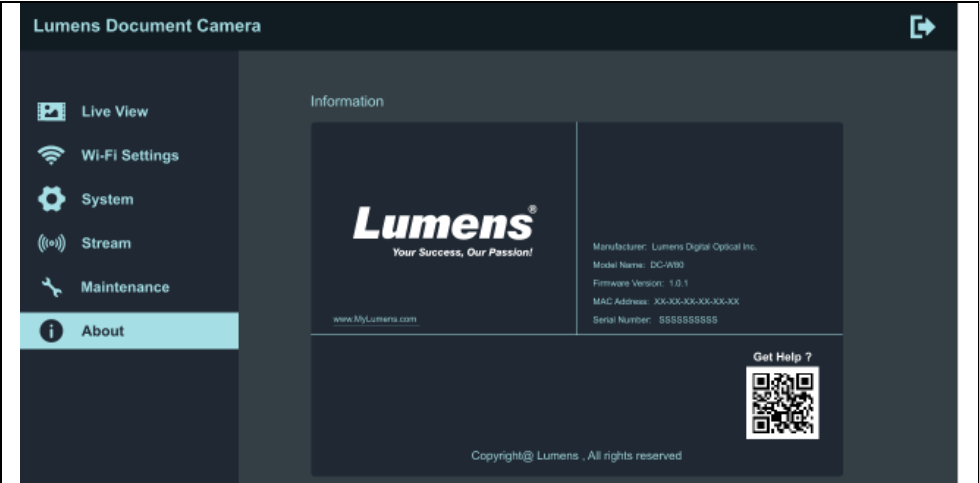 Lumens Document Camera
Live View
Wi-Fi Settings
System
Stream
Maintenance
About
Information
Lumens®
Your Success, Our Passion!
www.MyLumens.com
Manufacturer: Lumens Digital Optical Inc.
Model Name: DC-W80
Firmware Version: 1.0.1
MAC Address: XX-XX-XX-XX-XX-XX
Serial Number: SSSSSSSSSS
Get Help ?
Copyright@ Lumens , All rights reserved